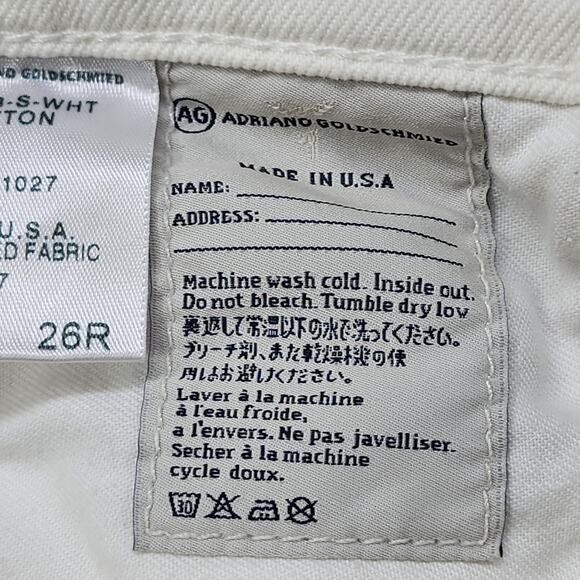 GOLDSCHMIED
-S-WHT
TTON
1027
U.S.A.
ED FABRIC
7
26R
AG ADRIANO GOLDSCHMIED
MADE IN U.S.A
NAME:
ADDRESS:
Machine wash cold. Inside out.
Do not bleach. Tumble dry low
裏返して常温以下の水で洗ってください。
ブリーチ剤、また乾燥機の使
用はお避けください。
Laver à la machine
à l'eau froide,
a l'envers. Ne pas javelliser.
Secher à la machine
cycle doux.
30